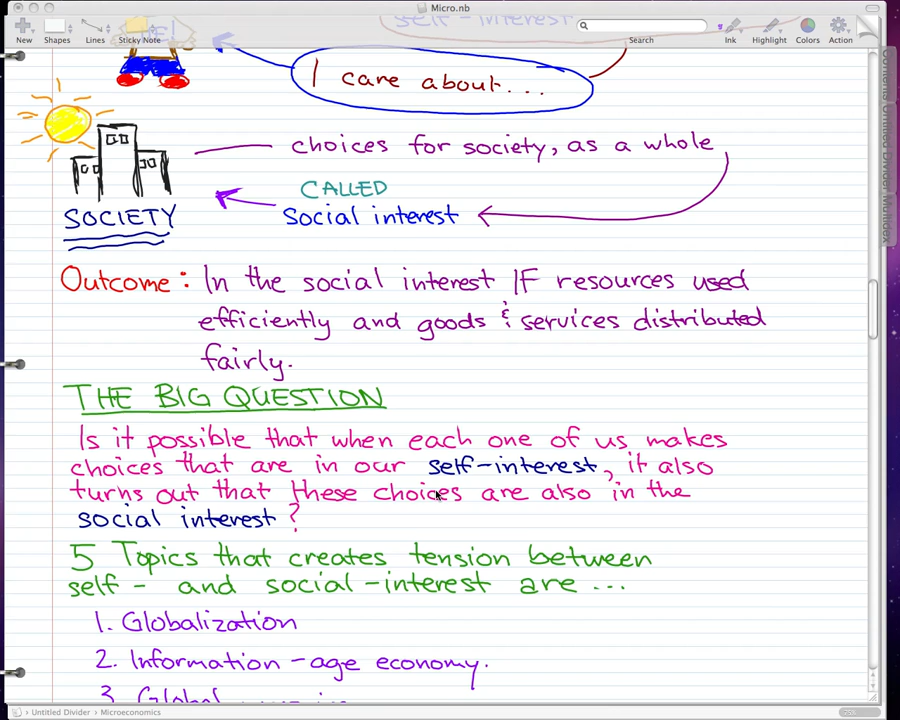 Micro.nb
self-interest
New
Shapes
Lines
Sticky Note
Search
Ink
Highlight
Colors
Action
I care about...
choices for society, as a whole
CALLED
social interest
SOCIETY
Outcome: In the social interest IF resources used
efficiently and goods & services distributed
fairly.
THE BIG QUESTION
Is it possible that when each one of us makes
choices that are in our self-interest, it also
turns out that these choices are also in the
social interest?
5 Topics that creates tension between
self- and social-interest are ...
1. Globalization
2. Information-age economy.
3. Global
Untitled Divider › Microeconomics